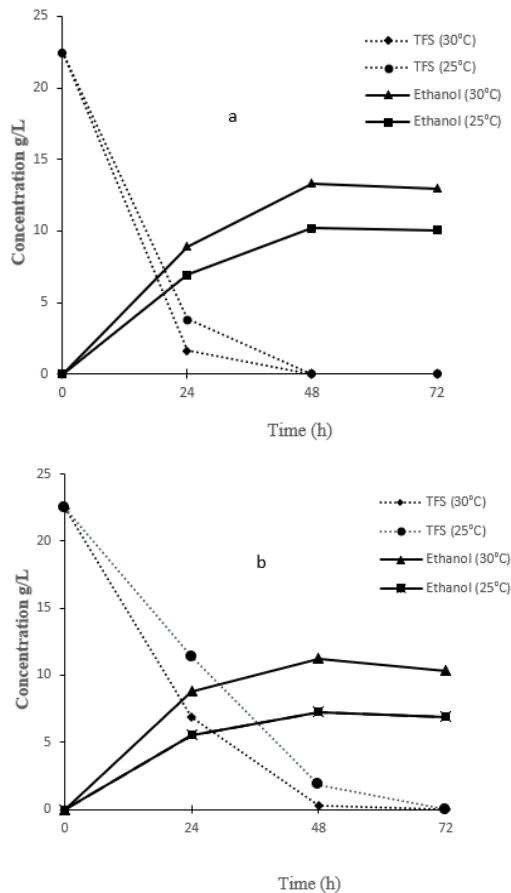 25
20
15
10
5
0
0 24 48 72
Concentration g/L
Time (h)
a
TFS (30°C)
TFS (25°C)
Ethanol (30°C)
Ethanol (25°C)
25
20
15
10
5
0
0 24 48 72
Concentration g/L
Time (h)
b
TFS (30°C)
TFS (25°C)
Ethanol (30°C)
Ethanol (25°C)